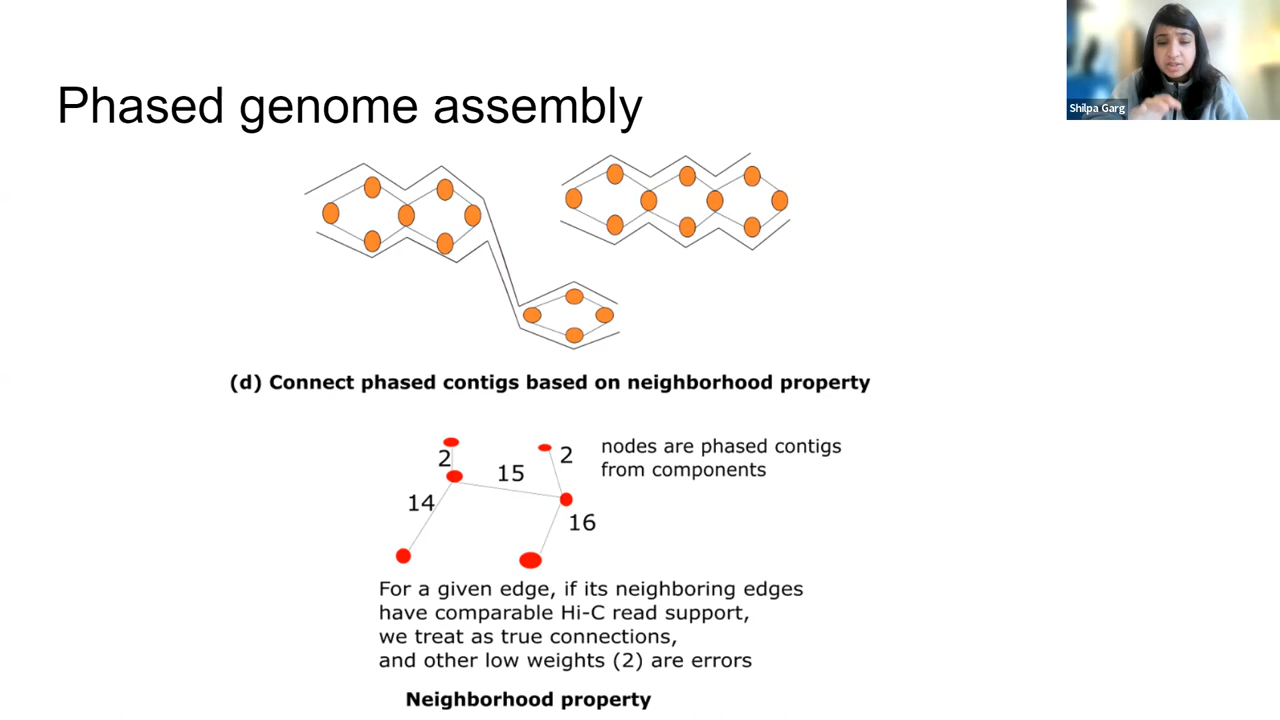 Phased genome assembly
Shilpa Garg
(d) Connect phased contigs based on neighborhood property
2
15
2
14
16
nodes are phased contigs
from components
For a given edge, if its neighboring edges
have comparable Hi-C read support,
we treat as true connections,
and other low weights (2) are errors
Neighborhood property